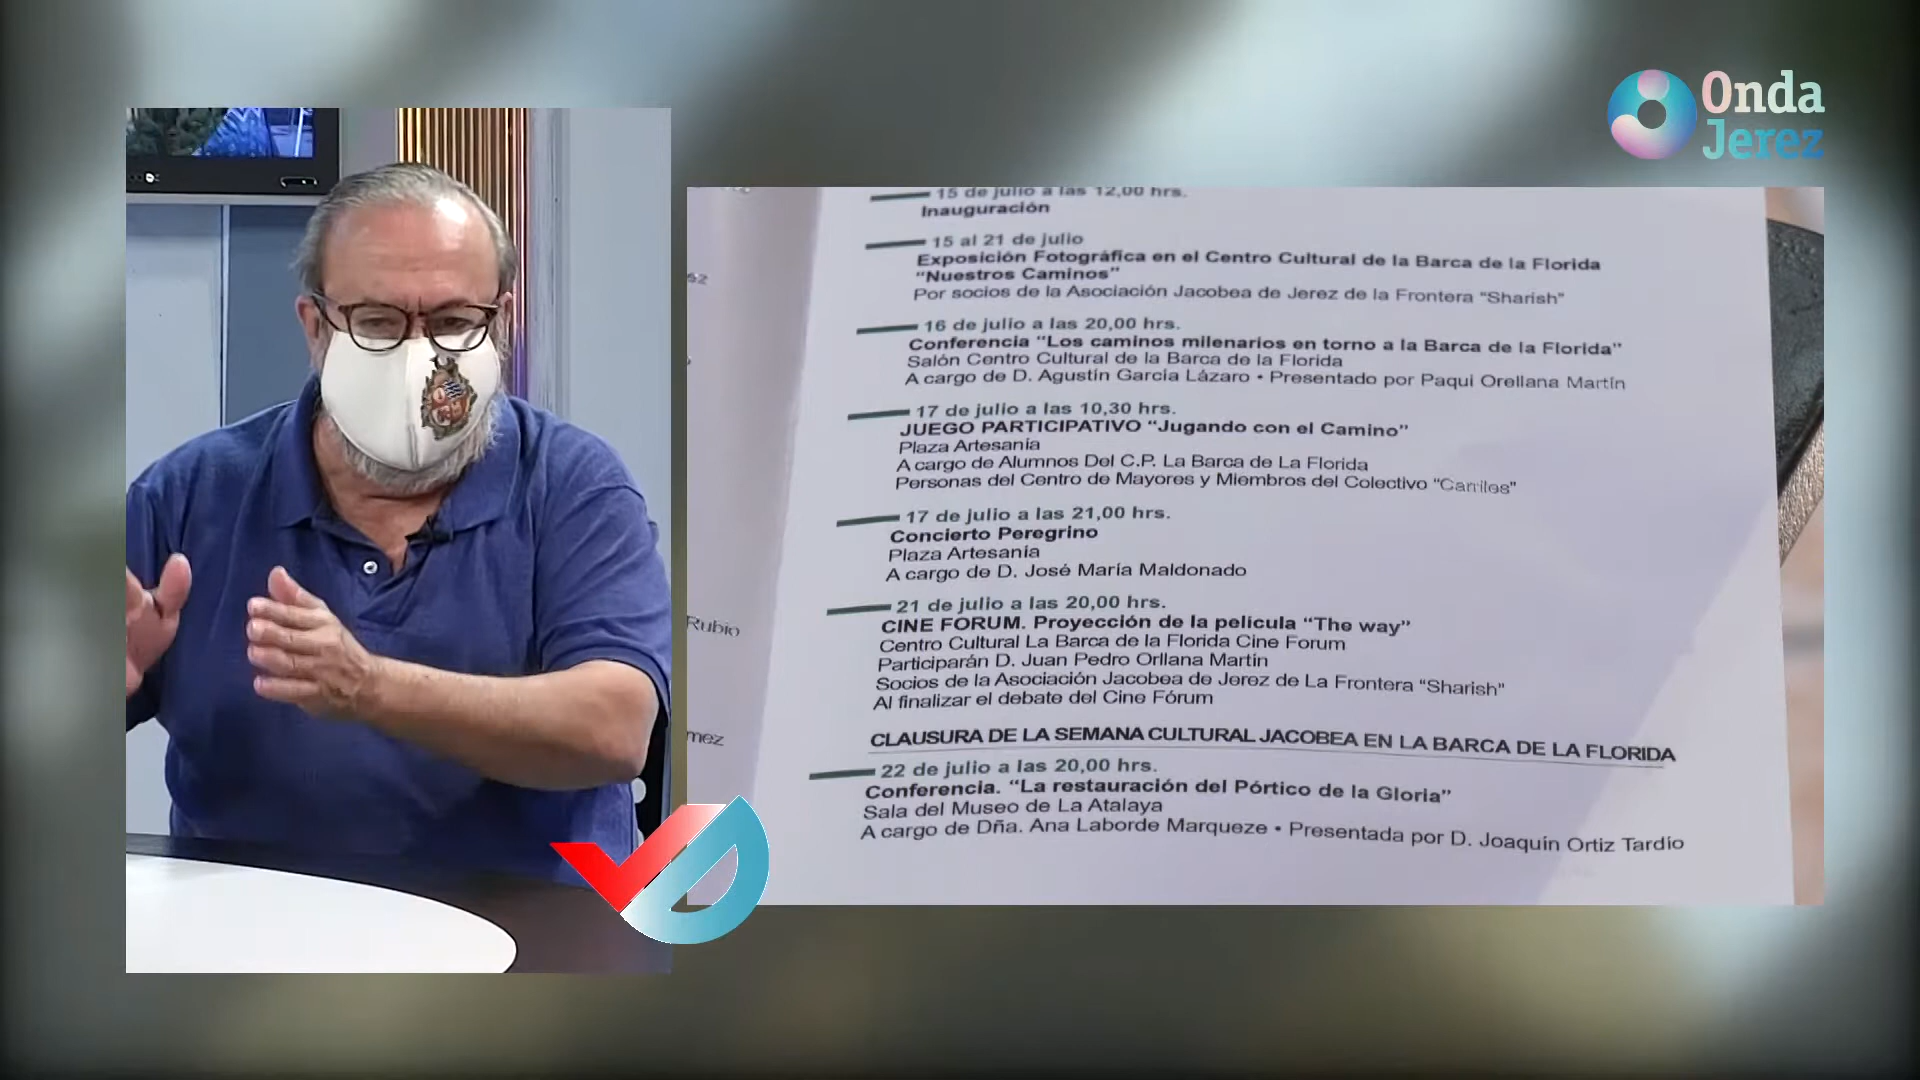 Onda
Jerez
15 de julio a las 12,00 hrs.
Inauguración
15 al 21 de julio
Exposición Fotográfica en el Centro Cultural de la Barca de la Florida
"Nuestros Caminos"
Por socios de la Asociación Jacobea de Jerez de la Frontera "Sharish"
16 de julio a las 20,00 hrs.
Conferencia "Los caminos milenarios en torno a la Barca de la Florida"
Salón Centro Cultural de la Barca de la Florida
A cargo de D. Agustín García Lázaro • Presentado por Paqui Orellana Martín
17 de julio a las 10,30 hrs.
JUEGO PARTICIPATIVO "Jugando con el Camino"
Plaza Artesanía
A cargo de Alumnos Del C.P. La Barca de La Florida
Personas del Centro de Mayores y Miembros del Colectivo "Carriles"
17 de julio a las 21,00 hrs.
Concierto Peregrino
Plaza Artesanía
A cargo de D. José María Maldonado
21 de julio a las 20,00 hrs.
CINE FORUM. Proyección de la película "The way"
Centro Cultural La Barca de la Florida Cine Forum
Participarán D. Juan Pedro Orllana Martín
Socios de la Asociación Jacobea de Jerez de La Frontera "Sharish"
Al finalizar el debate del Cine Fórum
CLAUSURA DE LA SEMANA CULTURAL JACOBEA EN LA BARCA DE LA FLORIDA
22 de julio a las 20,00 hrs.
Conferencia. "La restauración del Pórtico de la Gloria"
Sala del Museo de La Atalaya
A cargo de Dña. Ana Laborde Marqueze • Presentada por D. Joaquín Ortiz Tardío
Rubio
mez